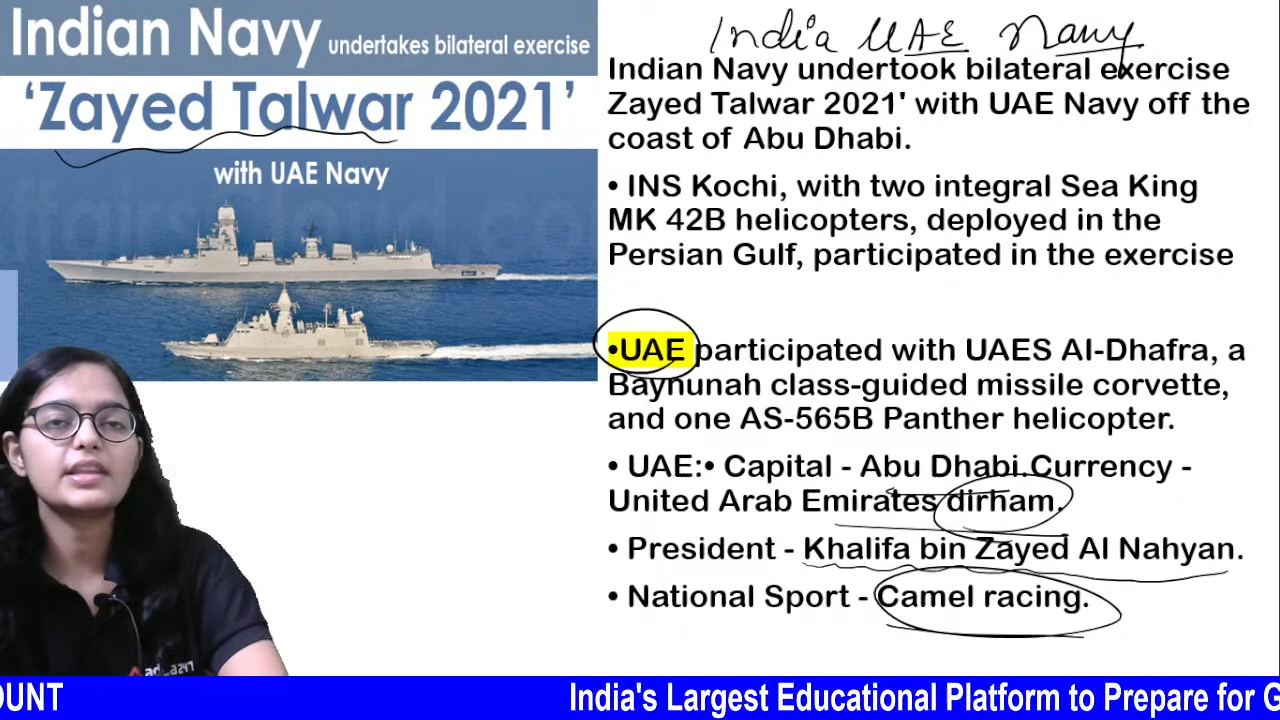 Indian Navy undertakes bilateral exercise
'Zayed Talwar 2021'
with UAE Navy
India UAE Navy
Indian Navy undertook bilateral exercise
Zayed Talwar 2021' with UAE Navy off the
coast of Abu Dhabi.
• INS Kochi, with two integral Sea King
MK 42B helicopters, deployed in the
Persian Gulf, participated in the exercise
•UAE participated with UAES Al-Dhafra, a
Baynunah class-guided missile corvette,
and one AS-565B Panther helicopter.
• UAE:• Capital - Abu Dhabi.Currency -
United Arab Emirates dirham.
• President - Khalifa bin Zayed Al Nahyan.
• National Sport - Camel racing.
OUNT
India's Largest Educational Platform to Prepare for G